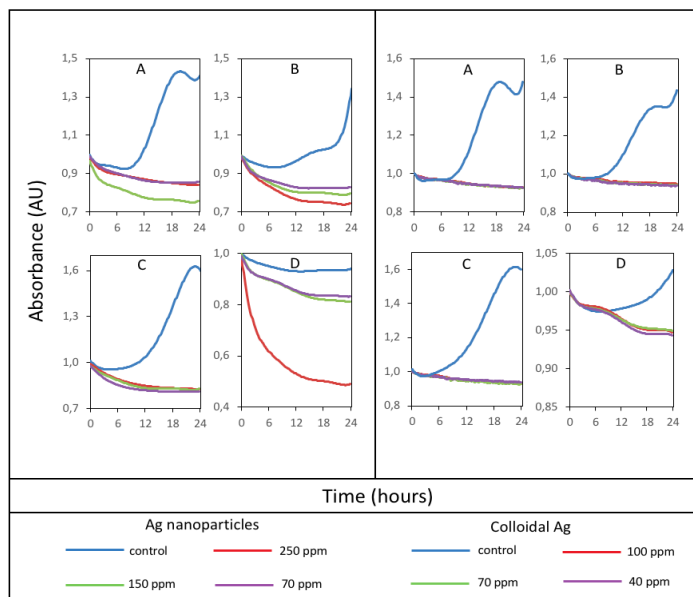 Absorbance (AU)
A
1,5
1,3
1,1
0,9
0,7
0 6 12 18 24
B
1,5
1,3
1,1
0,9
0,7
0 6 12 18 24
C
1,6
1,3
1,0
0,7
0 6 12 18 24
D
1,0
0,8
0,6
0,4
0 6 12 18 24
A
1,6
1,4
1,2
1,0
0,8
0 6 12 18 24
B
1,6
1,4
1,2
1,0
0,8
0 6 12 18 24
C
1,6
1,4
1,2
1,0
0,8
0 6 12 18 24
D
1,05
1,00
0,95
0,90
0,85
0 6 12 18 24
Time (hours)
Ag nanoparticles
control
250 ppm
150 ppm
70 ppm
Colloidal Ag
control
100 ppm
70 ppm
40 ppm